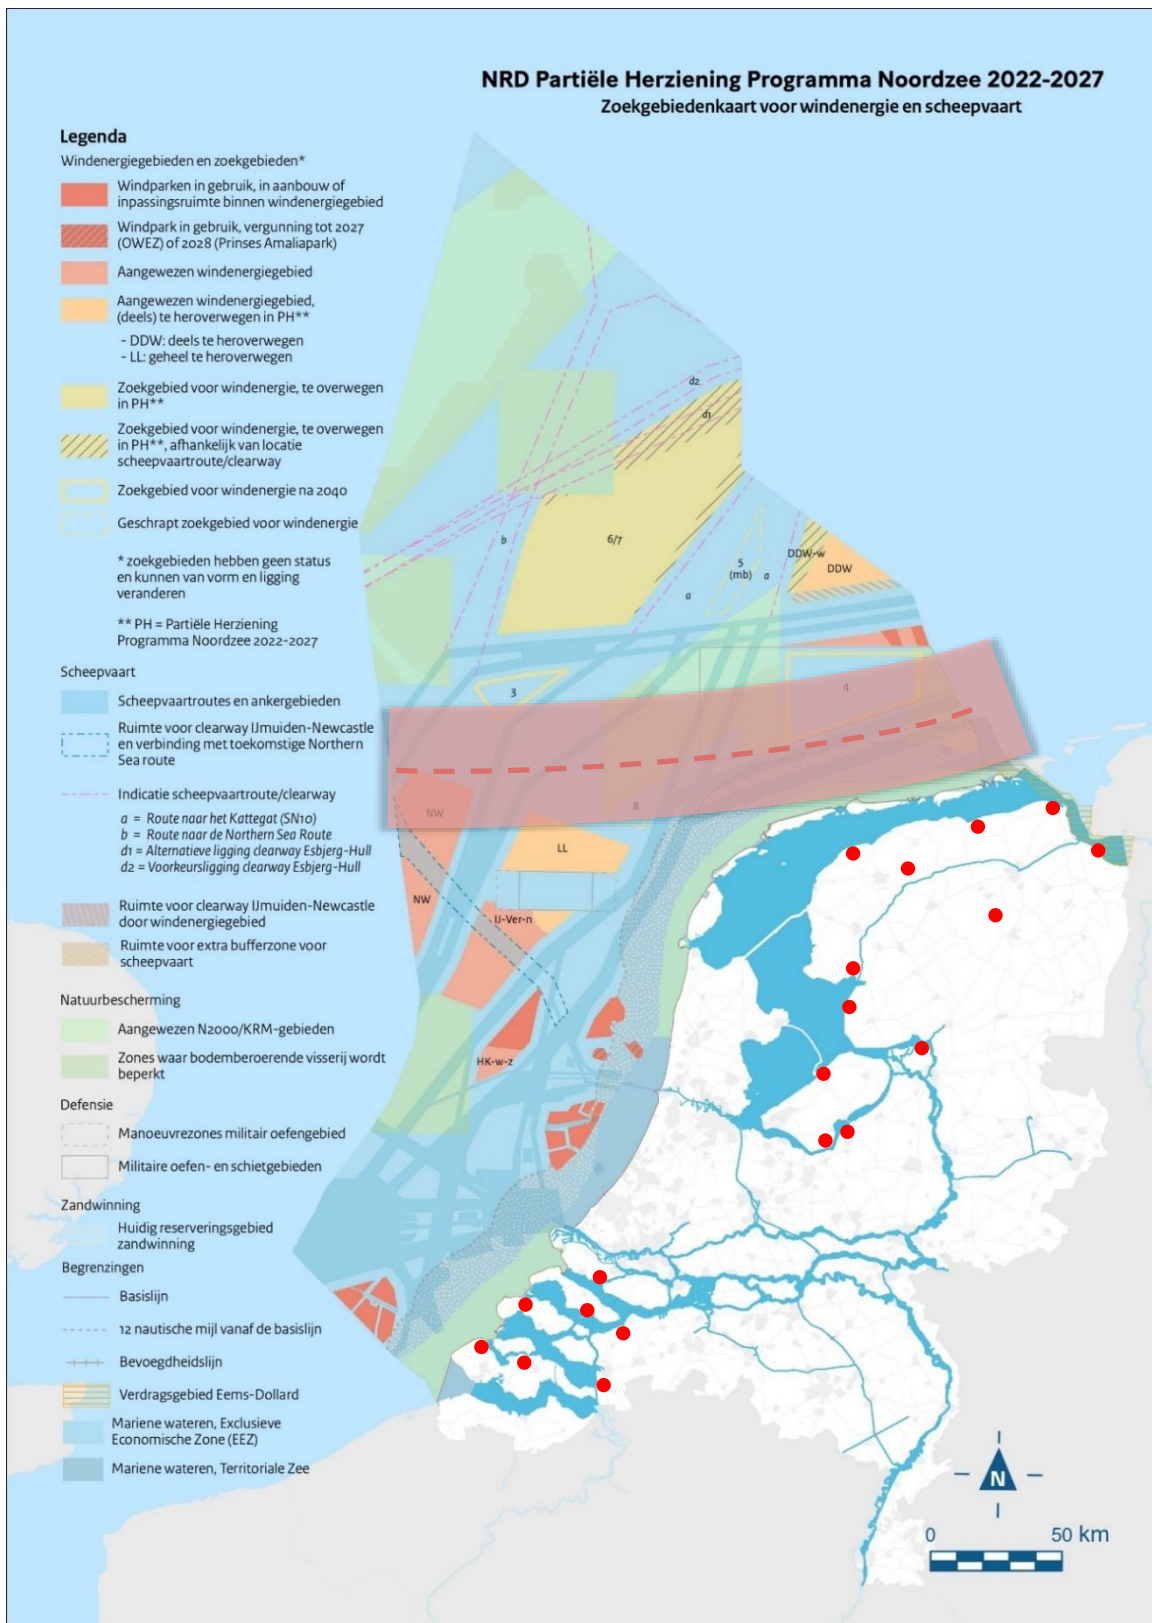 NRD Partiële Herziening Programma Noordzee 2022-2027
Zoekgebiedenkaart voor windenergie en scheepvaart
Legenda
Windenergiegebieden en zoekgebieden*
Windparken in gebruik, in aanbouw of
inpassingsruimte binnen windenergiegebied
Windpark in gebruik, vergunning tot 2027
(OWEZ) of 2028 (Prinses Amaliapark)
Aangewezen windenergiegebied
Aangewezen windenergiegebied,
(deels) te heroverwegen in PH**
- DDW: deels te heroverwegen
- LL: geheel te heroverwegen
Zoekgebied voor windenergie, te overwegen
in PH**
Zoekgebied voor windenergie, te overwegen
in PH**, afhankelijk van locatie
scheepvaartroute/clearway
Zoekgebied voor windenergie na 2040
Geschrapt zoekgebied voor windenergie
* zoekgebieden hebben geen status
en kunnen van vorm en ligging
veranderen
** PH = Partiële Herziening
Programma Noordzee 2022-2027
Scheepvaart
Scheepvaartroutes en ankergebieden
Ruimte voor clearway IJmuiden-Newcastle
en verbinding met toekomstige Northern
Sea route
Indicatie scheepvaartroute/clearway
a = Route naar het Kattegat (SN10)
b = Route naar de Northern Sea Route
d1 = Alternatieve ligging clearway Esbjerg-Hull
d2 = Voorkeursligging clearway Esbjerg-Hull
Ruimte voor clearway IJmuiden-Newcastle
door windenergiegebied
Ruimte voor extra bufferzone voor
scheepvaart
Natuurbescherming
Aangewezen N2000/KRM-gebieden
Zones waar bodemberoerende visserij wordt
beperkt
Defensie
Manoeuvrezones militair oefengebied
Militaire oefen- en schietgebieden
Zandwinning
Huidig reserveringsgebied
zandwinning
Begrenzingen
Basislijn
12 nautische mijl vanaf de basislijn
Bevoegdheidslijn
Verdragsgebied Eems-Dollard
Mariene wateren, Exclusieve
Economische Zone (EEZ)
Mariene wateren, Territoriale Zee
d2
d1
b
6/7
5
(mb)
a
a
DDW-w
DDW
3
4
NW
8
LL
NW
IJ-Ver-n
HK-w-z
N
0
50 km